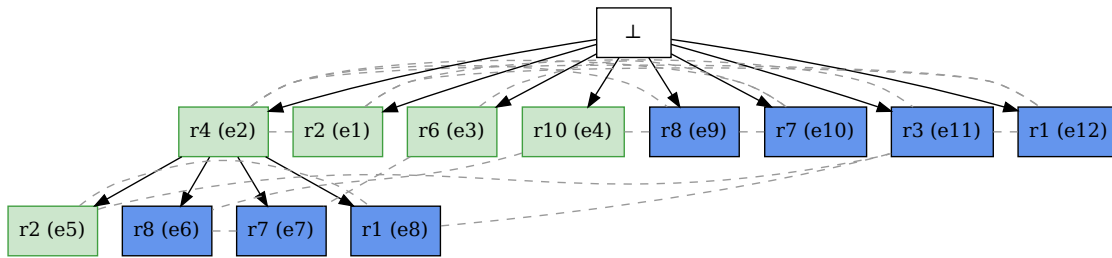 ⊥
r4 (e2) r2 (e1) r6 (e3) r10 (e4) r8 (e9) r7 (e10) r3 (e11) r1 (e12)
r2 (e5) r8 (e6) r7 (e7) r1 (e8)